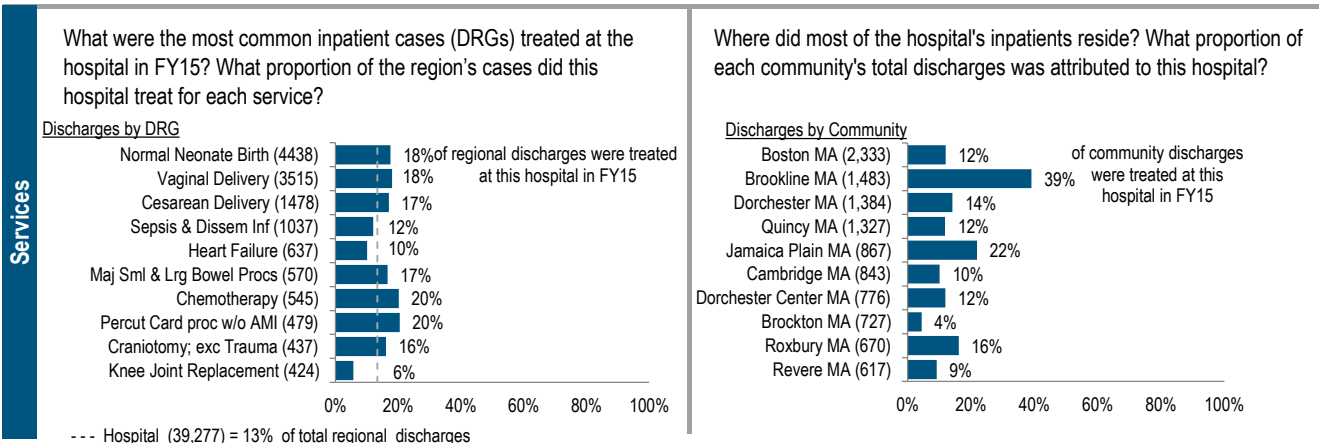 Services
What were the most common inpatient cases (DRGs) treated at the
hospital in FY15? What proportion of the region's cases did this
hospital treat for each service?
Discharges by DRG
Normal Neonate Birth (4438) 18% of regional discharges were treated
Vaginal Delivery (3515) 18% at this hospital in FY15
Cesarean Delivery (1478) 17%
Sepsis & Dissem Inf (1037) 12%
Heart Failure (637) 10%
Maj Sml & Lrg Bowel Procs (570) 17%
Chemotherapy (545) 20%
Percut Card proc w/o AMI (479) 20%
Craniotomy; exc Trauma (437) 16%
Knee Joint Replacement (424) 6%
0% 20% 40% 60% 80% 100%
--- Hospital (39,277) = 13% of total regional discharges
Where did most of the hospital's inpatients reside? What proportion of
each community's total discharges was attributed to this hospital?
Discharges by Community
Boston MA (2,333) 12% of community discharges
were treated at this
Brookline MA (1,483) 39% hospital in FY15
Dorchester MA (1,384) 14%
Quincy MA (1,327) 12%
Jamaica Plain MA (867) 22%
Cambridge MA (843) 10%
Dorchester Center MA (776) 12%
Brockton MA (727) 4%
Roxbury MA (670) 16%
Revere MA (617) 9%
0% 20% 40% 60% 80% 100%